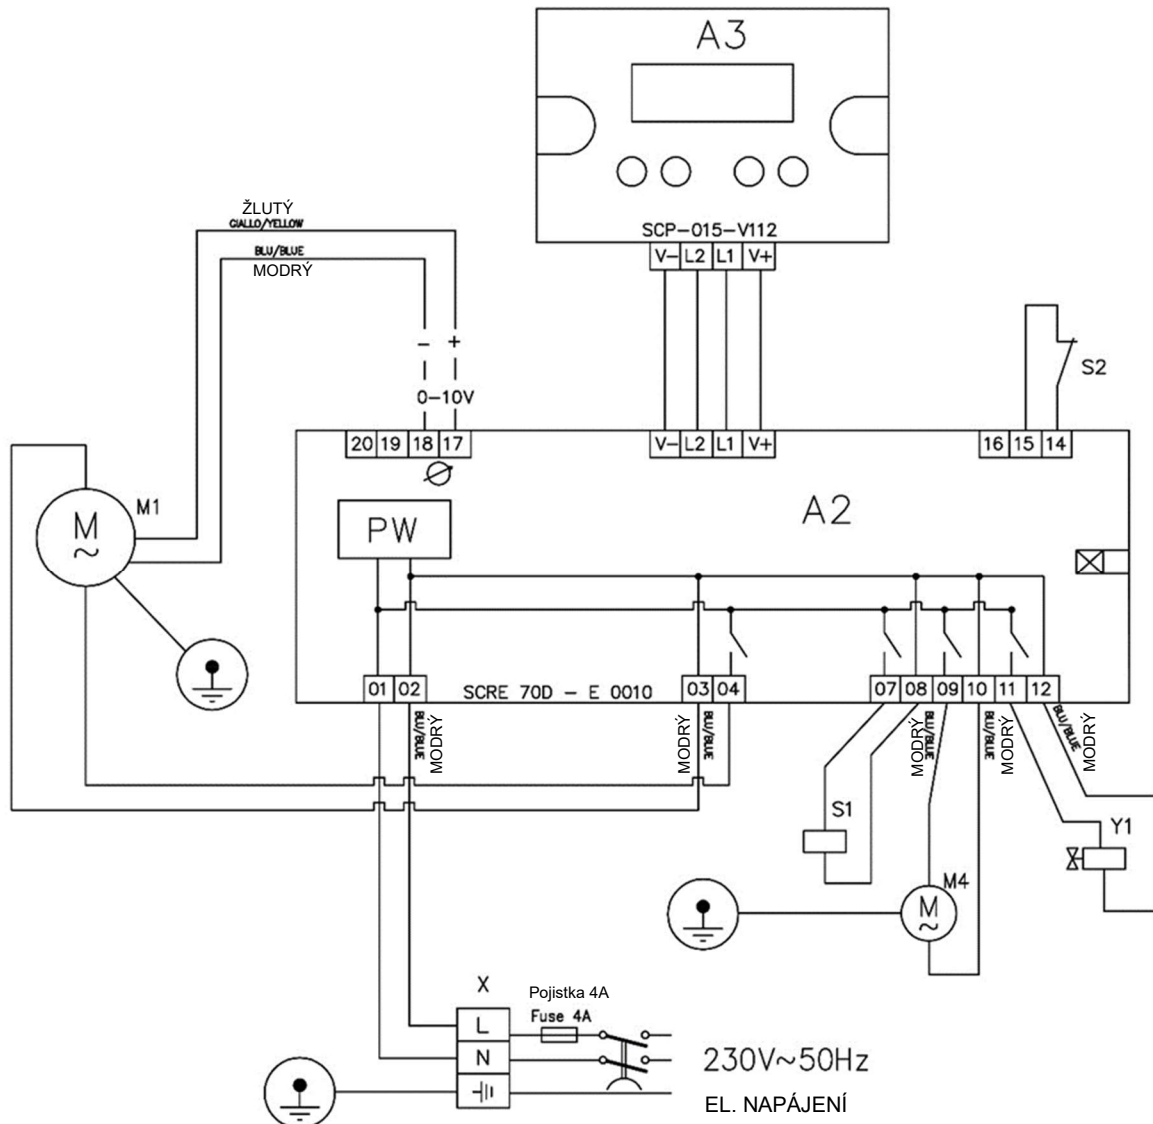 A3
SCP-015-V112
V- L2 L1 V+
ŽLUTÝ
GIALLO/YELLOW
BLU/BLUE
MODRÝ
- +
0-10V
S2
20 19 18 17
V- L2 L1 V+
16 15 14
M1
M
~
PW
A2
01 02
SCRE 70D - E 0010
03 04
07 08 09 10 11 12
BLU/BLUE
MODRÝ
MODRÝ
BLU/BLUE
MODRÝ
BLU/BLUE
BLU/BLUE
MODRÝ
BLU/BLUE
MODRÝ
S1
Y1
M4
M
~
X
Pojistka 4A
Fuse 4A
L
N
230V~50Hz
EL. NAPÁJENÍ